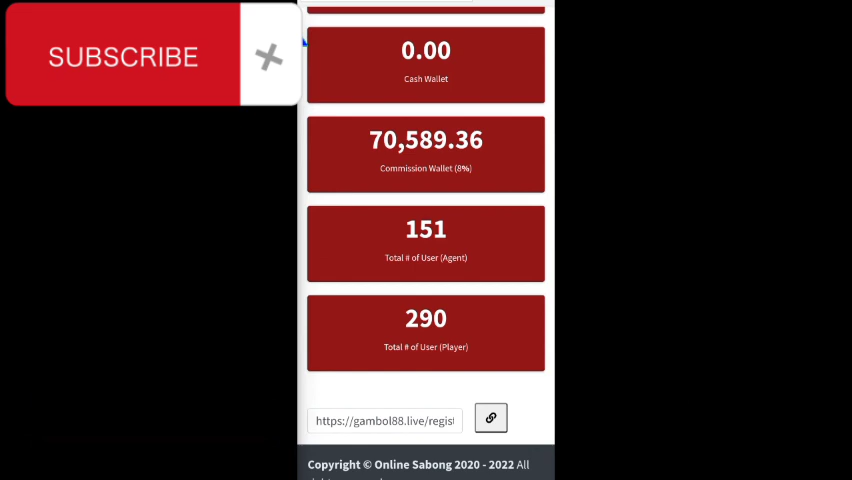 SUBSCRIBE
0.00
Cash Wallet
70,589.36
Commission Wallet (8%)
151
Total # of User (Agent)
290
Total # of User (Player)
https://gambol88.live/regist
Copyright © Online Sabong 2020 - 2022 All